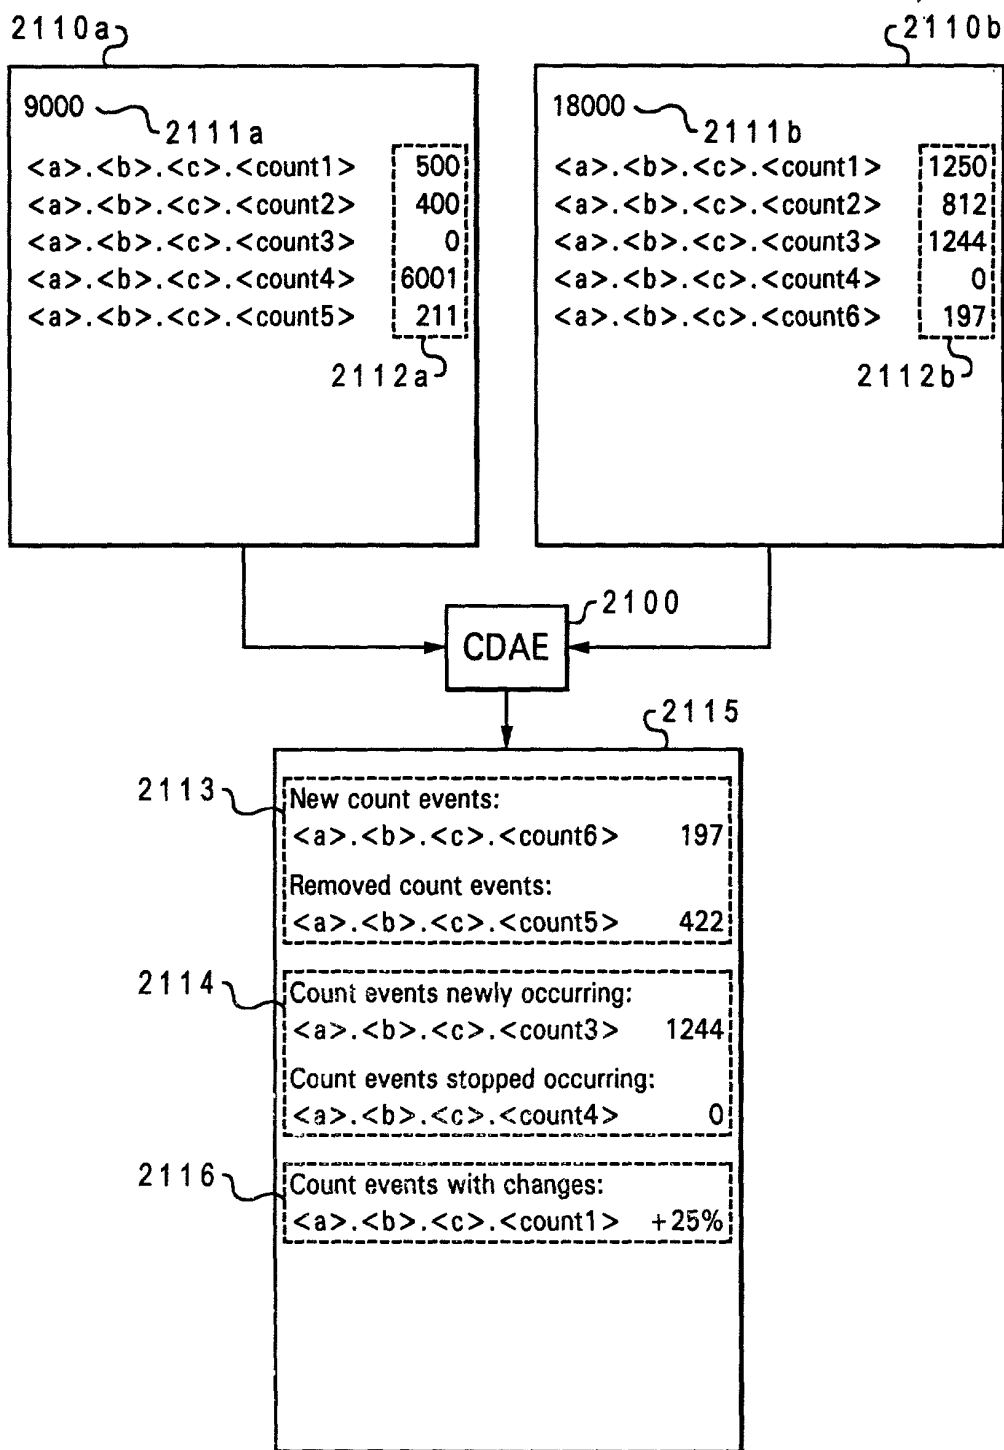 2110a
2110b
9000
2111a
<a>.<b>.<c>.<count1> 500
<a>.<b>.<c>.<count2> 400
<a>.<b>.<c>.<count3> 0
<a>.<b>.<c>.<count4> 6001
<a>.<b>.<c>.<count5> 211
2112a
18000
2111b
<a>.<b>.<c>.<count1> 1250
<a>.<b>.<c>.<count2> 812
<a>.<b>.<c>.<count3> 1244
<a>.<b>.<c>.<count4> 0
<a>.<b>.<c>.<count6> 197
2112b
2100
CDAE
2115
2113
New count events:
<a>.<b>.<c>.<count6> 197
Removed count events:
<a>.<b>.<c>.<count5> 422
2114
Count events newly occurring:
<a>.<b>.<c>.<count3> 1244
Count events stopped occurring:
<a>.<b>.<c>.<count4> 0
2116
Count events with changes:
<a>.<b>.<c>.<count1> +25%